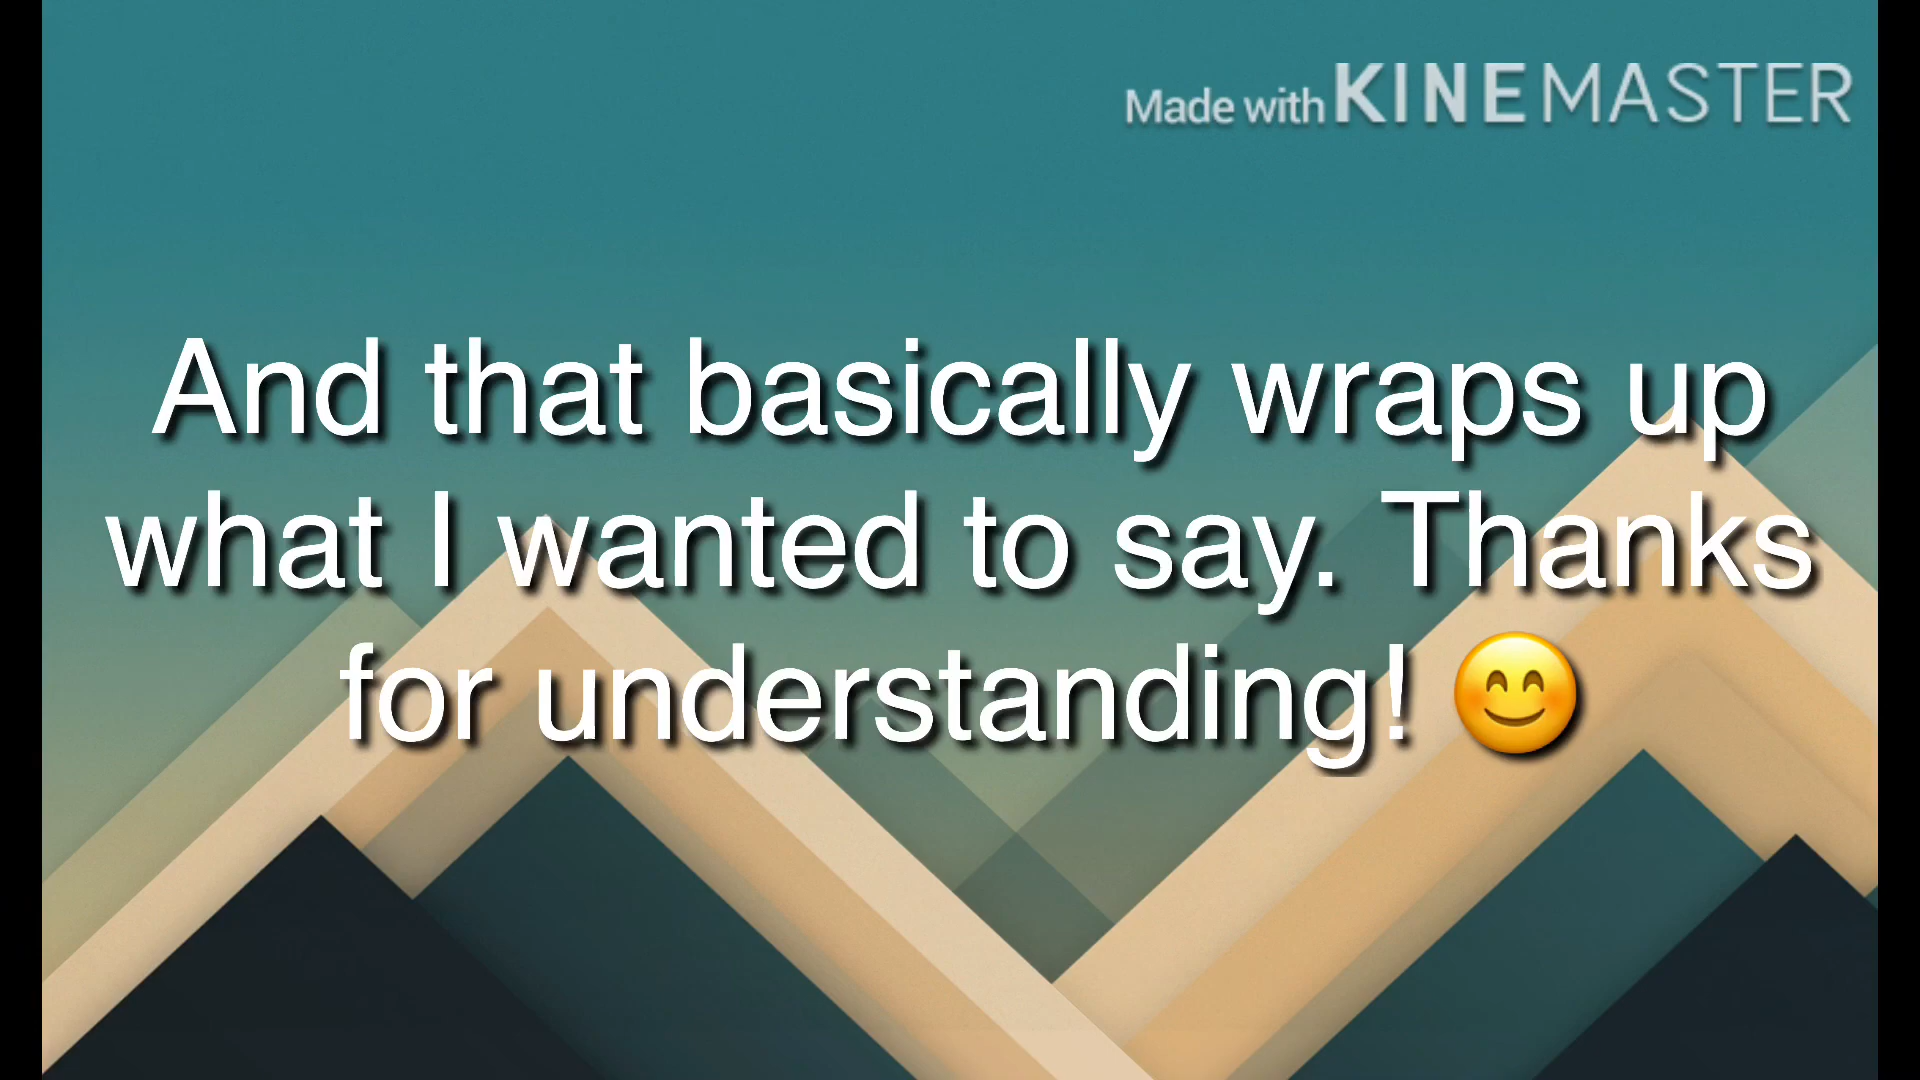 Made with KINEMASTER
And that basically wraps up
what I wanted to say. Thanks
for understanding! 😊